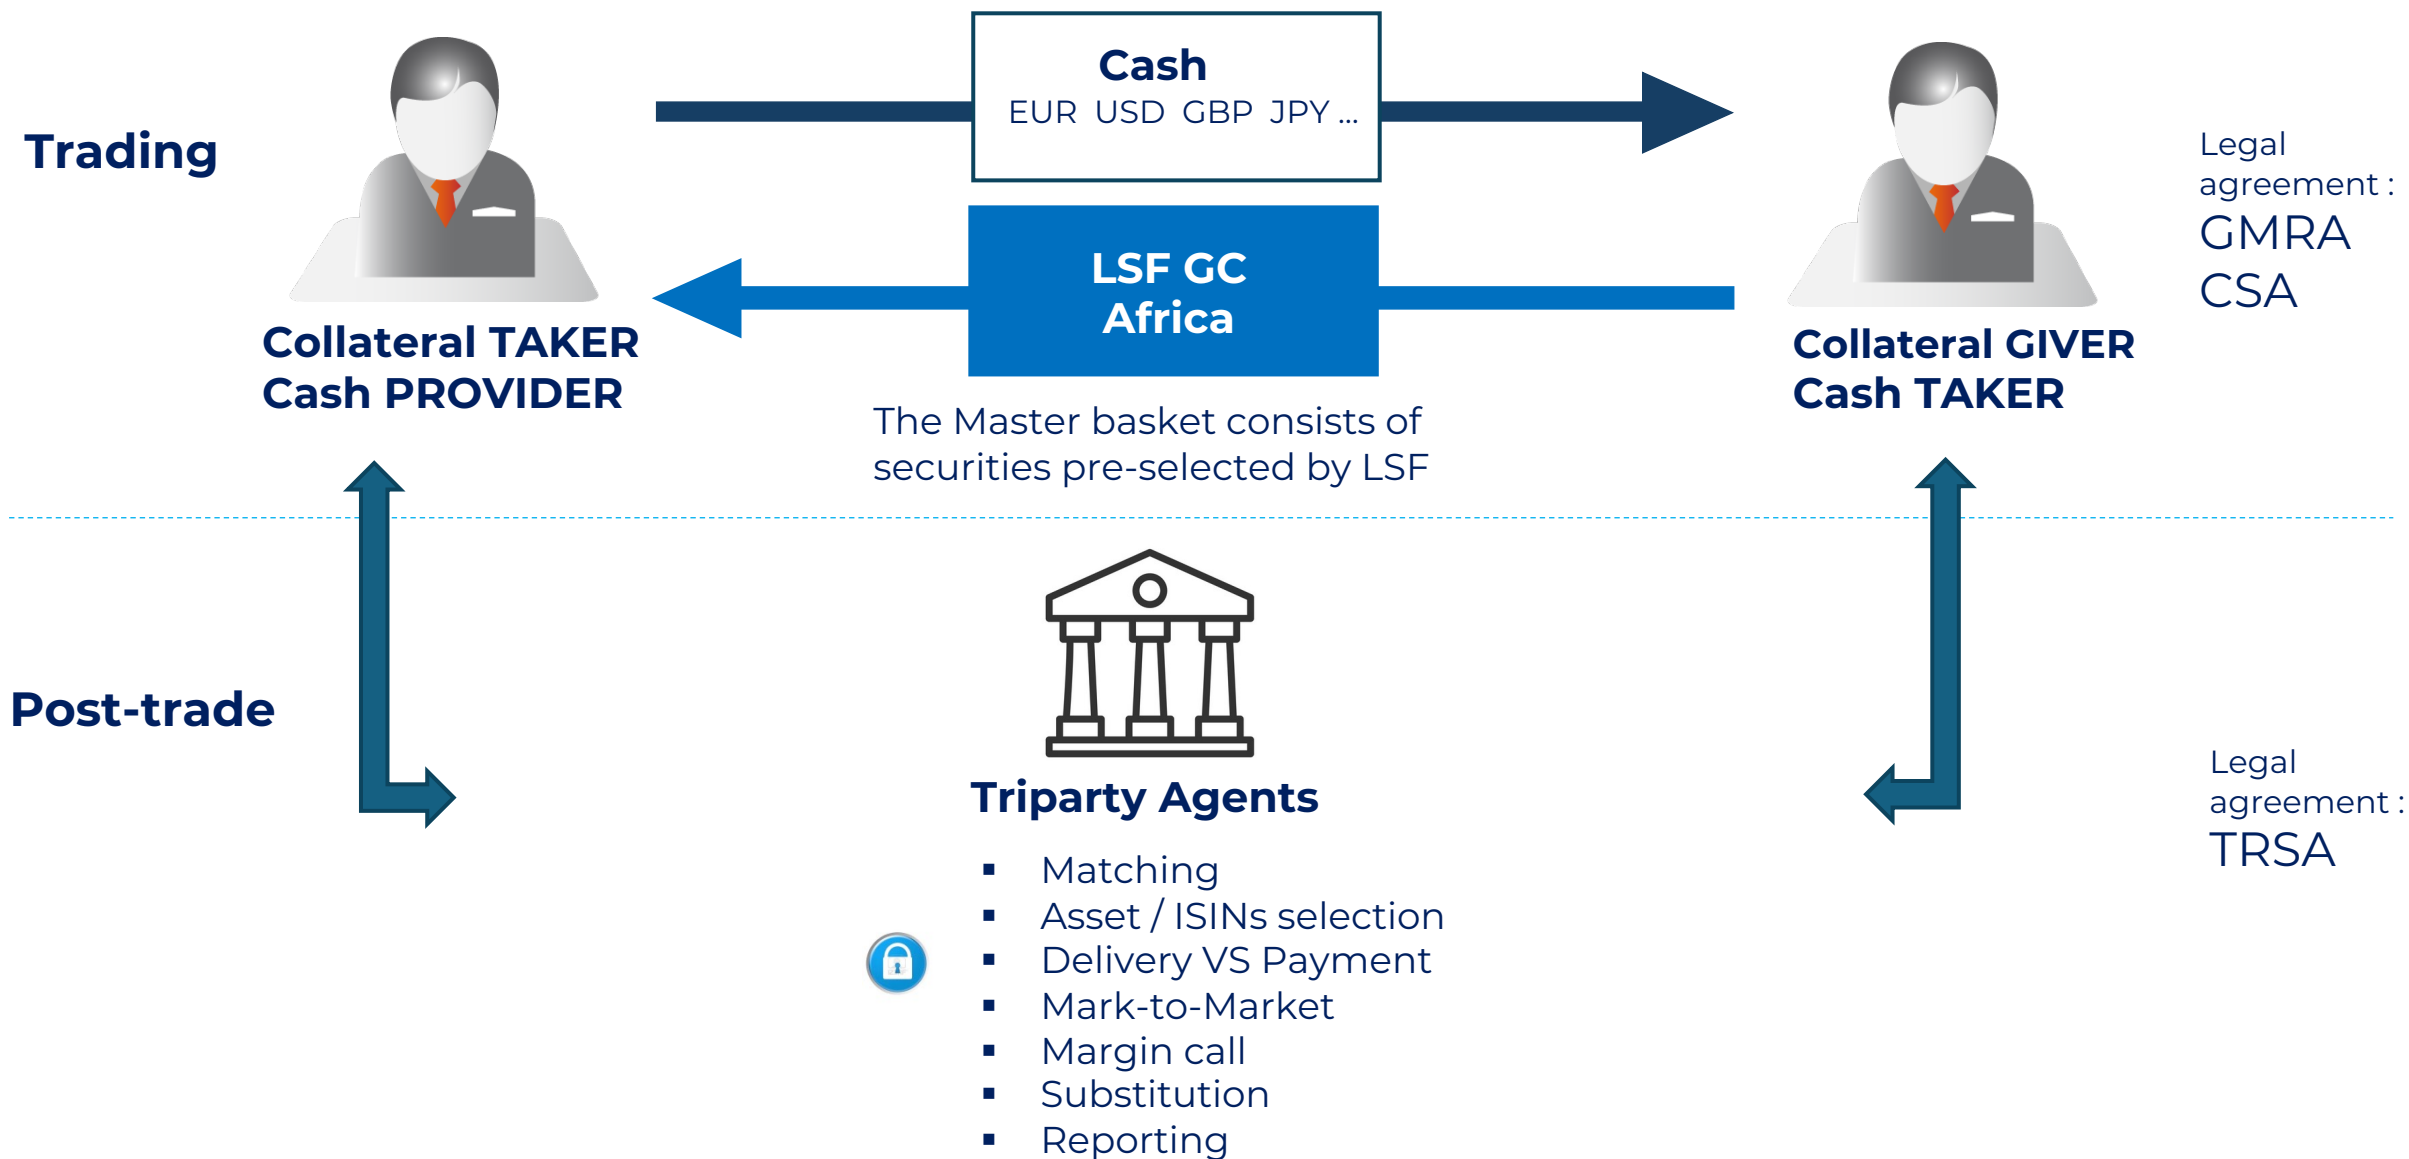 Trading
Cash
EUR USD GBP JPY ...
LSF GC
Africa
The Master basket consists of
securities pre-selected by LSF
Collateral TAKER
Cash PROVIDER
Collateral GIVER
Cash TAKER
Legal
agreement :
GMRA
CSA
Post-trade
Triparty Agents
▪ Matching
▪ Asset / ISINs selection
▪ Delivery VS Payment
▪ Mark-to-Market
▪ Margin call
▪ Substitution
▪ Reporting
Legal
agreement :
TRSA